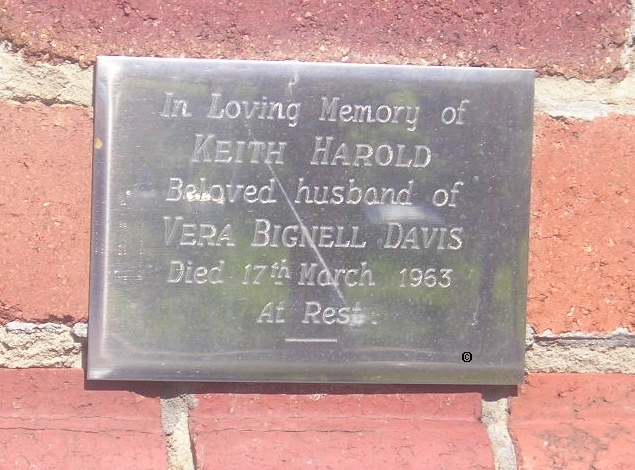 In Loving Memory of
KEITH HAROLD
Beloved husband of
VERA BIGNELL DAVIS
Died 17th March 1963
At Rest.
©